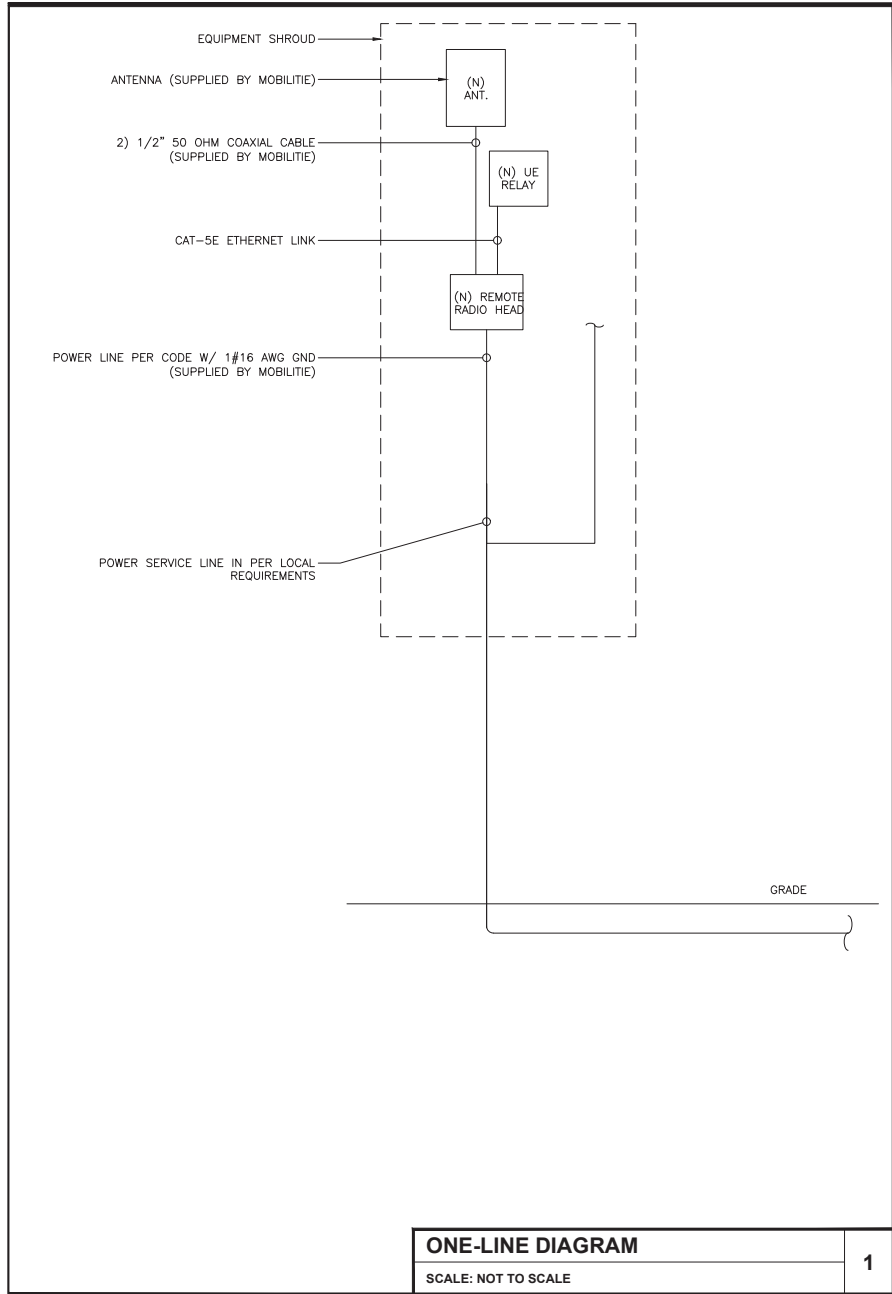 EQUIPMENT SHROUD
ANTENNA (SUPPLIED BY MOBILITIE)
(N)
ANT.
2) 1/2" 50 OHM COAXIAL CABLE
(SUPPLIED BY MOBILITIE)
(N) UE
RELAY
CAT-5E ETHERNET LINK
(N) REMOTE
RADIO HEAD
POWER LINE PER CODE W/ 1#16 AWG GND
(SUPPLIED BY MOBILITIE)
POWER SERVICE LINE IN PER LOCAL
REQUIREMENTS
GRADE
ONE-LINE DIAGRAM
SCALE: NOT TO SCALE
1